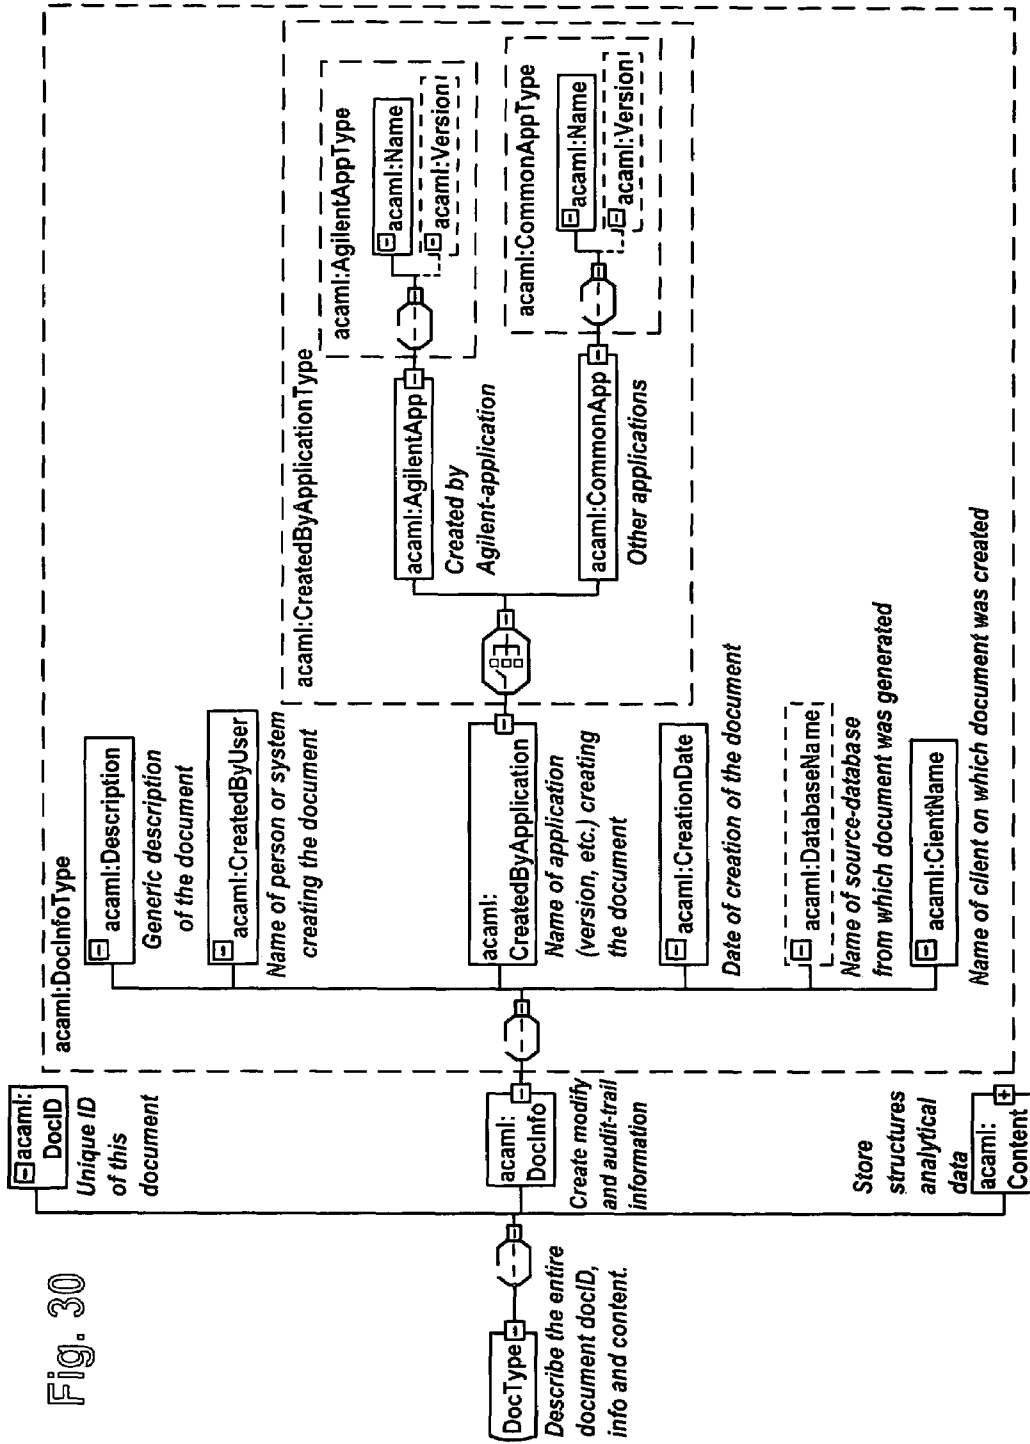 Fig. 30
DocType
Describe the entire
document docID,
info and content.
acaml:
DocID
Unique ID
of this
document
acaml:
DocInfo
Create modify
and audit-trail
information
Store
structures
analytical
data
acaml:
Content
acaml:DocInfoType
acaml:Description
Generic description
of the document
acaml:CreatedByUser
Name of person or system
creating the document
acaml:
CreatedByApplication
Name of application
(version, etc.) creating
the document
acaml:CreationDate
Date of creation of the document
acaml:DatabaseName
Name of source-database
from which document was generated
acaml:CientName
Name of client on which document was created
acaml:CreatedByApplicationType
acaml:AgilentApp
Created by
Agilent-application
acaml:CommonApp
Other applications
acaml:AgilentAppType
acaml:Name
acaml:Version
acaml:CommonAppType
acaml:Name
acaml:Version